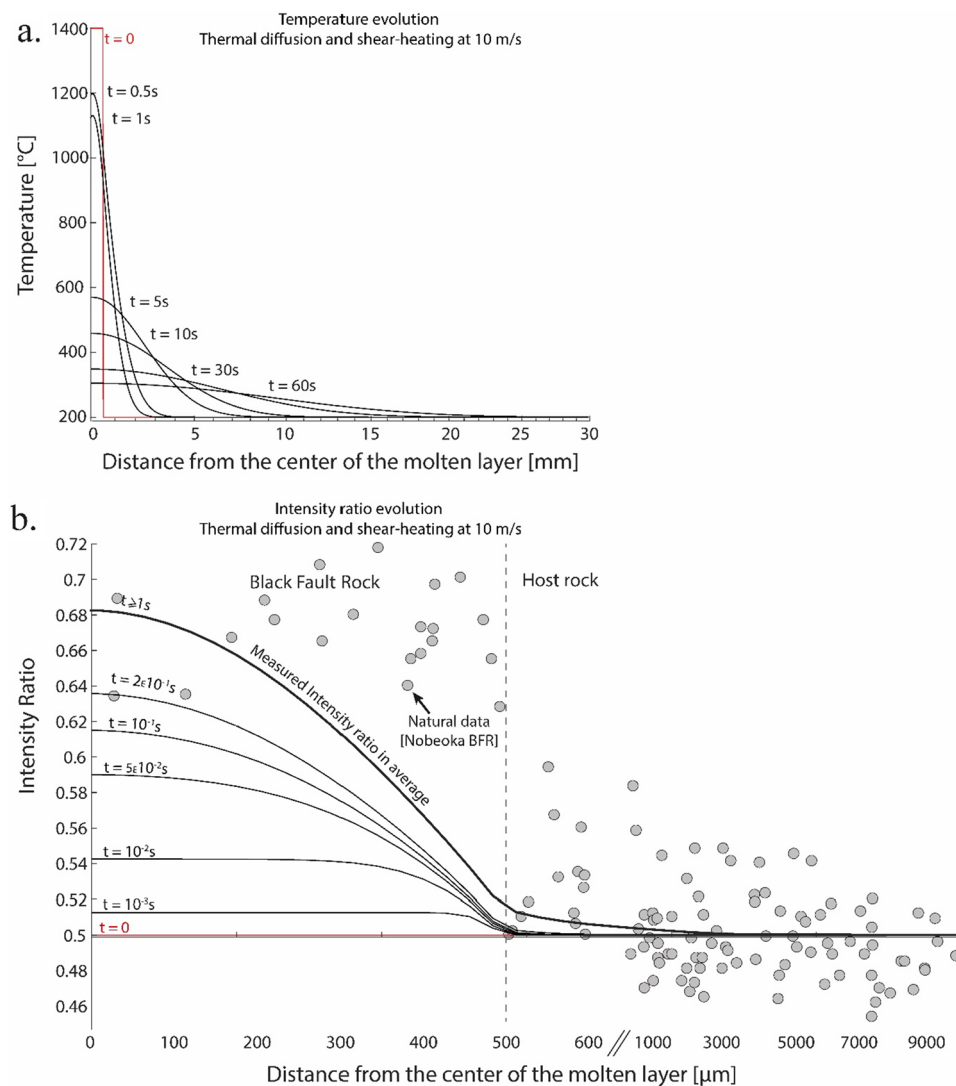 a.
Temperature evolution
Thermal diffusion and shear-heating at 10 m/s
1400
t = 0
1200
t = 0.5s
t = 1s
1000
800
600
t = 5s
t = 10s
400
t = 30s
t = 60s
200
Temperature [°C]
0 5 10 15 20 25 30
Distance from the center of the molten layer [mm]
b.
Intensity ratio evolution
Thermal diffusion and shear-heating at 10 m/s
0.72
0.7
Black Fault Rock
Host rock
t ⩾ 1s
0.68
0.66
Measured Intensity ratio in average
t = 2ᴇ10⁻¹s
0.64
Natural data
[Nobeoka BFR]
0.62
t = 10⁻¹s
0.6
t = 5ᴇ10⁻²s
0.58
0.56
t = 10⁻²s
0.54
0.52
t = 10⁻³s
t = 0
0.5
0.48
0.46
Intensity Ratio
0 100 200 300 400 500 600 // 1000 3000 5000 7000 9000
Distance from the center of the molten layer [µm]